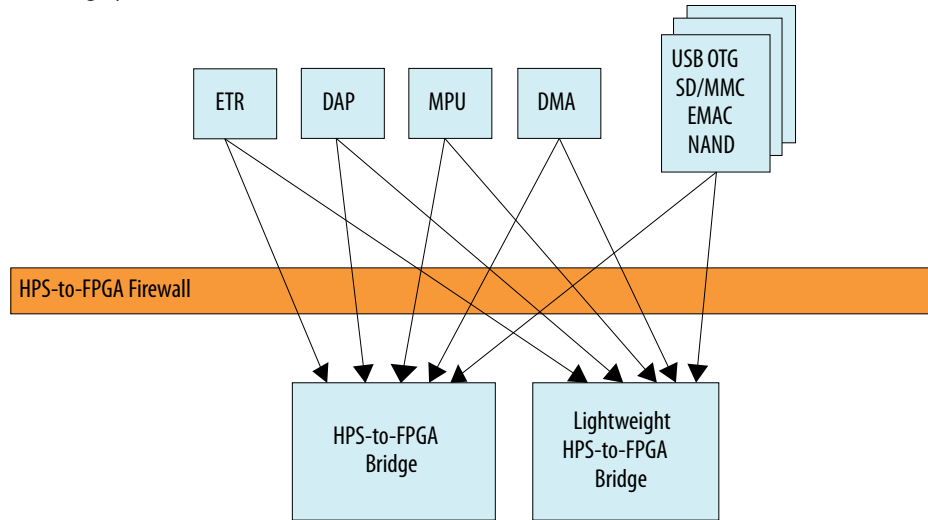 USB OTG
SD/MMC
EMAC
NAND
ETR
DAP
MPU
DMA
HPS-to-FPGA Firewall
HPS-to-FPGA
Bridge
Lightweight
HPS-to-FPGA
Bridge